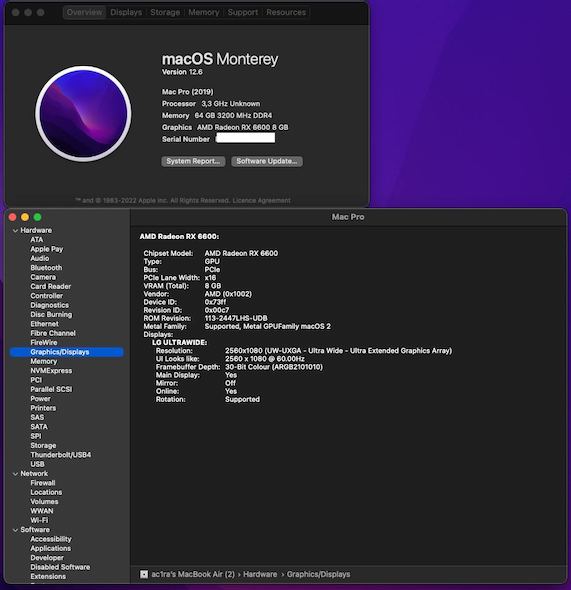 Overview Displays Storage Memory Support Resources
macOS Monterey
Version 12.6
Mac Pro (2019)
Processor 3,3 GHz Unknown
Memory 64 GB 3200 MHz DDR4
Graphics AMD Radeon RX 6600 8 GB
Serial Number
System Report... Software Update...
™ and © 1983-2022 Apple Inc. All Rights Reserved. Licence Agreement
Mac Pro
Hardware
ATA
Apple Pay
Audio
Bluetooth
Camera
Card Reader
Controller
Diagnostics
Disc Burning
Ethernet
Fibre Channel
FireWire
Graphics/Displays
Memory
NVMExpress
PCI
Parallel SCSI
Power
Printers
SAS
SATA
SPI
Storage
Thunderbolt/USB4
USB
Network
Firewall
Locations
Volumes
WWAN
Wi-Fi
Software
Accessibility
Applications
Developer
Disabled Software
Extensions
AMD Radeon RX 6600:
Chipset Model: AMD Radeon RX 6600
Type: GPU
Bus: PCIe
PCIe Lane Width: x16
VRAM (Total): 8 GB
Vendor: AMD (0x1002)
Device ID: 0x73ff
Revision ID: 0x00c7
ROM Revision: 113-2447LHS-UDB
Metal Family: Supported, Metal GPUFamily macOS 2
Displays:
LG ULTRAWIDE:
Resolution: 2560x1080 (UW-UXGA - Ultra Wide - Ultra Extended Graphics Array)
UI Looks like: 2560 x 1080 @ 60.00Hz
Framebuffer Depth: 30-Bit Colour (ARGB2101010)
Main Display: Yes
Mirror: Off
Online: Yes
Rotation: Supported
ac1ra's MacBook Air (2) › Hardware › Graphics/Displays